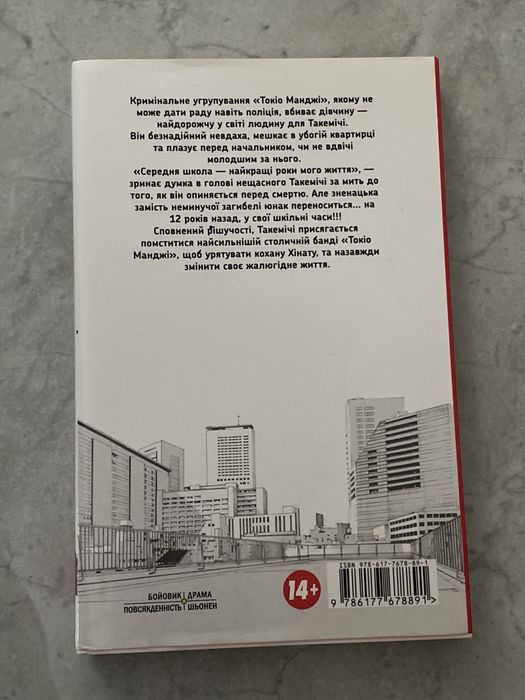 Кримінальне угрупування «Токіо Манджі», якому не
може дати раду навіть поліція, вбиває дівчину —
найдорожчу у світі людину для Такемічі.
Він безнадійний невдаха, мешкає в убогій квартирці
та плазує перед начальником, чи не вдвічі
молодшим за нього.
«Середня школа — найкращі роки мого життя», —
зринає думка в голові нещасного Такемічі за мить до
того, як він опиняється перед смертю. Але зненацька
замість неминучої загибелі юнак переноситься... на
12 років назад, у свої шкільні часи!!!
Сповнений рішучості, Такемічі присягається
помститися найсильнішій столичній банді «Токіо
Манджі», щоб урятувати кохану Хінату, та назавжди
змінити своє жалюгідне життя.
БОЙОВИК ДРАМА
ПОВСЯКДЕННІСТЬ ШЬОНЕН
14+
ISBN 978-617-7678-89-1
9 786177 678891 >